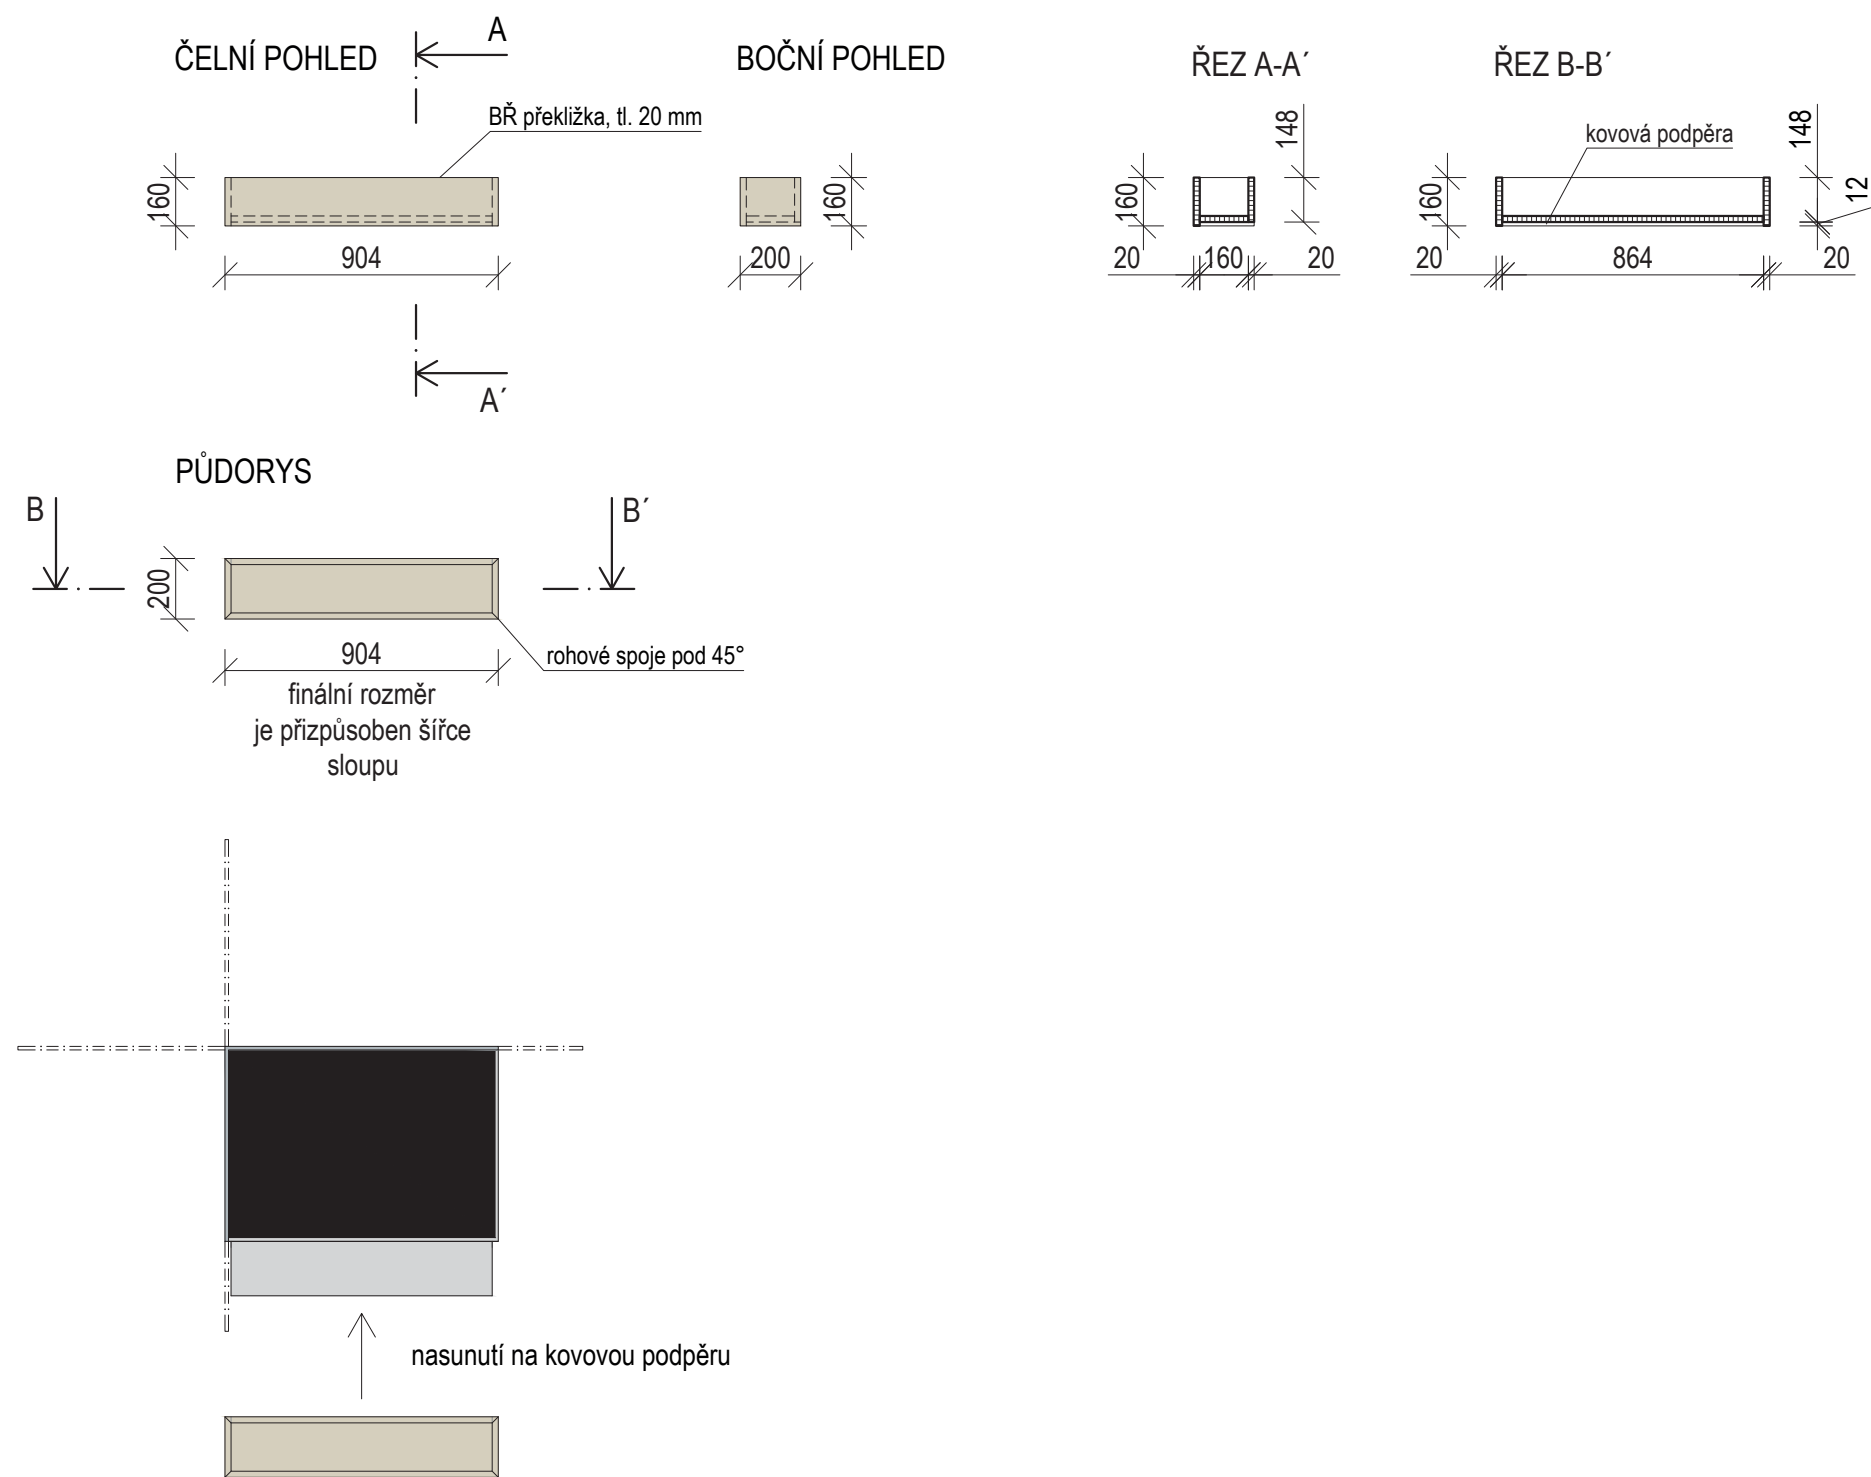 ČELNÍ POHLED
A
BOČNÍ POHLED
ŘEZ A-A´
ŘEZ B-B´
BŘ překližka, tl. 20 mm
160
904
160
200
148
160
20
160
20
kovová podpěra
148
12
160
20
864
20
A´
PŮDORYS
B
B´
200
904
rohové spoje pod 45°
finální rozměr
je přizpůsoben šířce
sloupu
nasunutí na kovovou podpěru